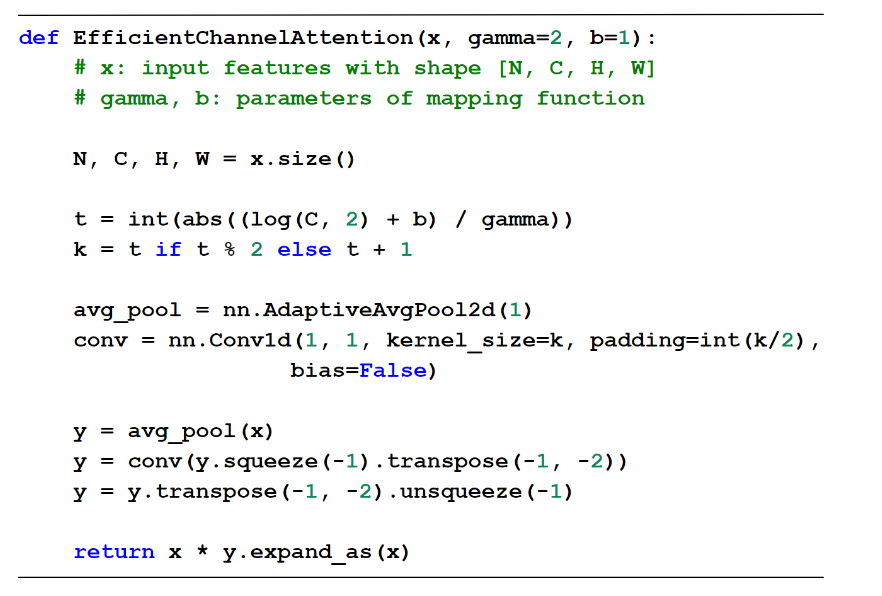 def EfficientChannelAttention(x, gamma=2, b=1):
    # x: input features with shape [N, C, H, W]
    # gamma, b: parameters of mapping function
    N, C, H, W = x.size()
    t = int(abs((log(C, 2) + b) / gamma))
    k = t if t % 2 else t + 1
    avg_pool = nn.AdaptiveAvgPool2d(1)
    conv = nn.Conv1d(1, 1, kernel_size=k, padding=int(k/2),
                    bias=False)
    y = avg_pool(x)
    y = conv(y.squeeze(-1).transpose(-1, -2))
    y = y.transpose(-1, -2).unsqueeze(-1)
    return x * y.expand_as(x)